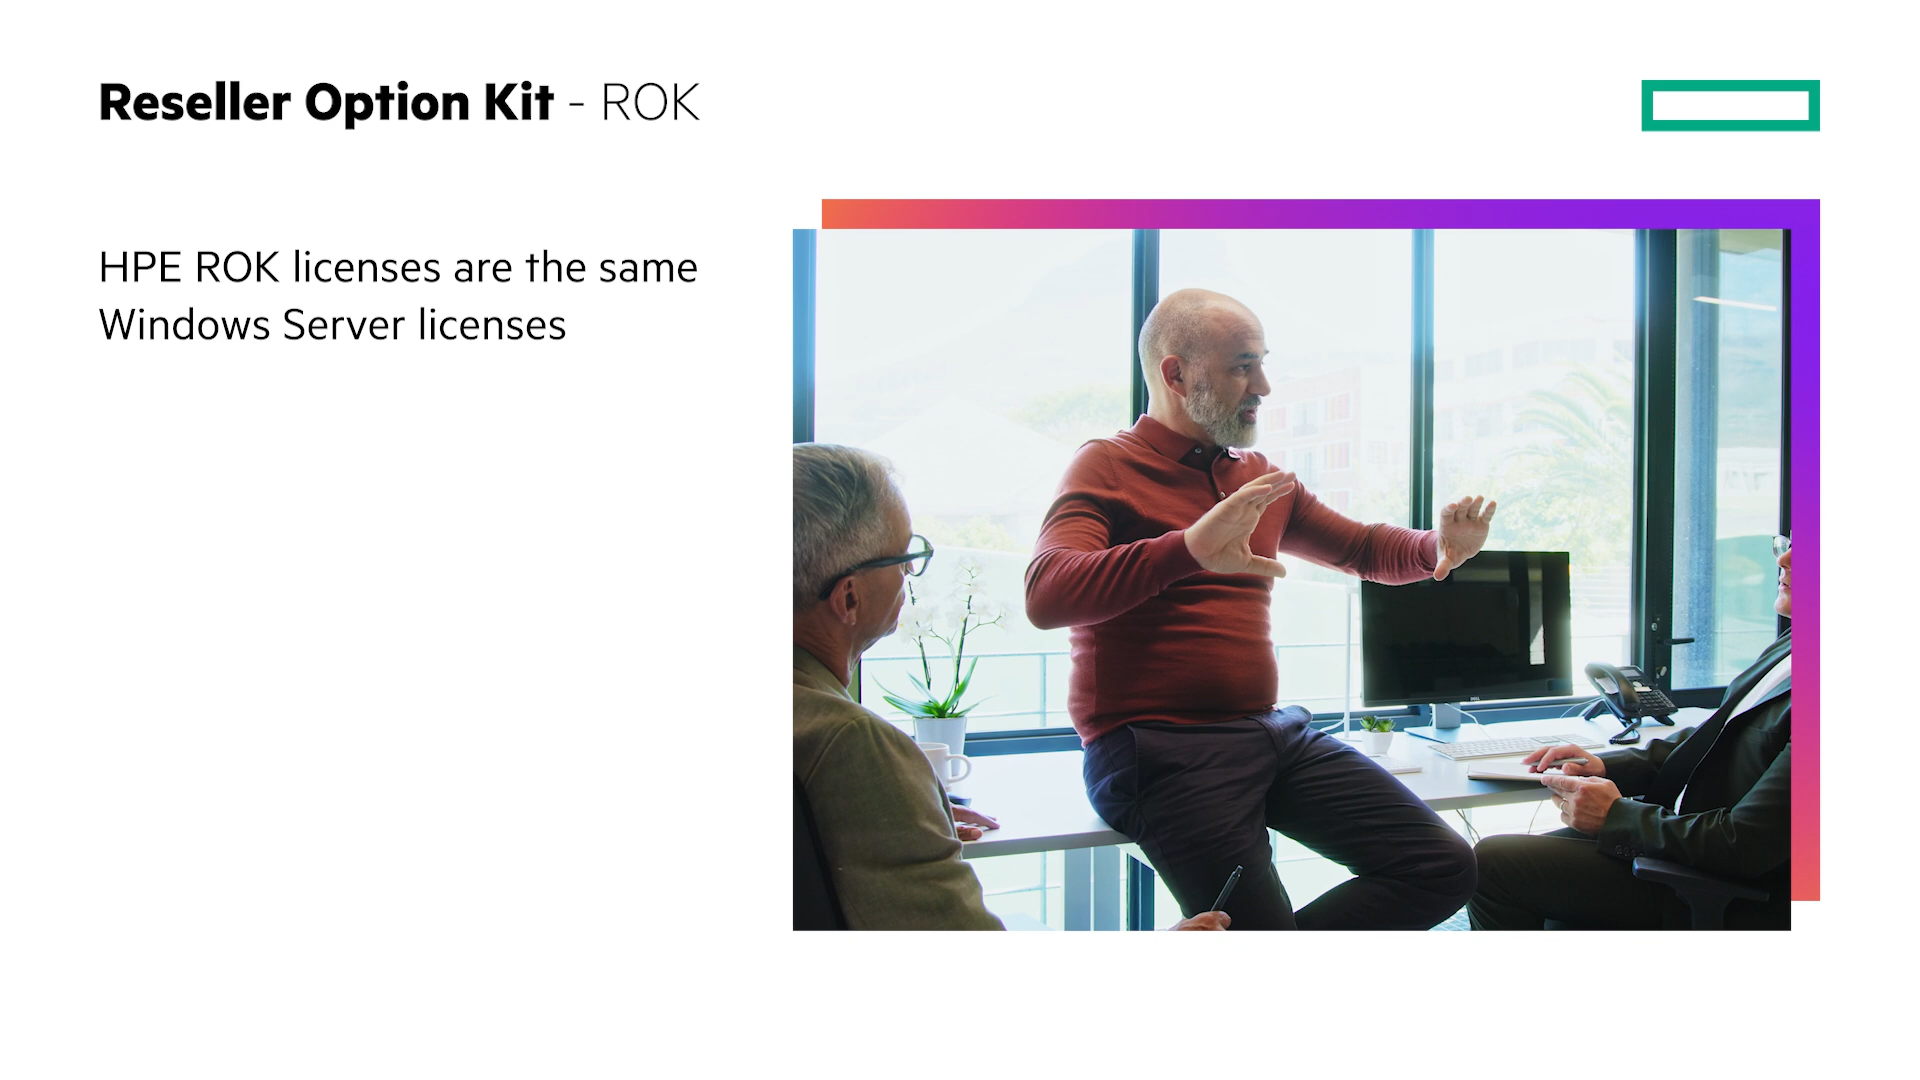 Reseller Option Kit - ROK
HPE ROK licenses are the same
Windows Server licenses